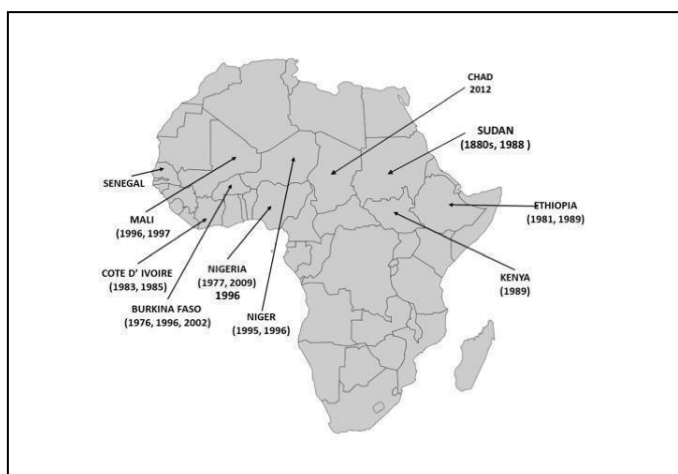 CHAD
2012
SUDAN
(1880s, 1988 )
SENEGAL
MALI
(1996, 1997
ETHIOPIA
(1981, 1989)
COTE D' IVOIRE
(1983, 1985)
NIGERIA
(1977, 2009)
1996
KENYA
(1989)
BURKINA FASO
(1976, 1996, 2002)
NIGER
(1995, 1996)